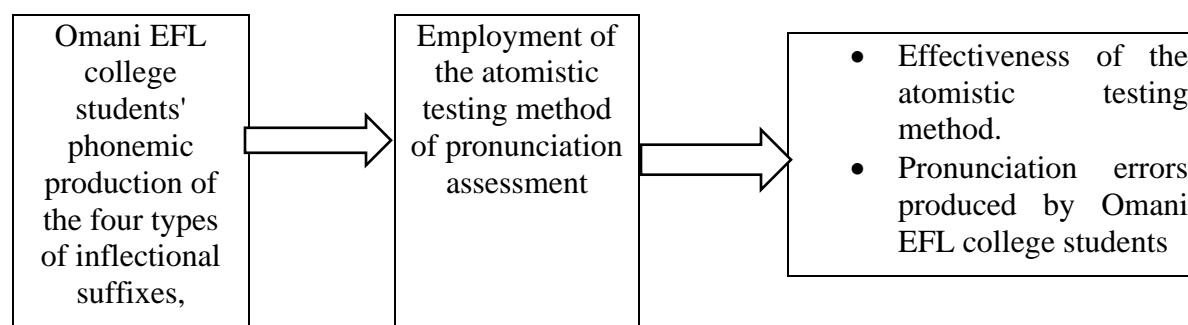 Omani EFL
college
students'
phonemic
production of
the four types
of inflectional
suffixes,
Employment of
the atomistic
testing method
of pronunciation
assessment
• Effectiveness of the
atomistic testing
method.
• Pronunciation errors
produced by Omani
EFL college students